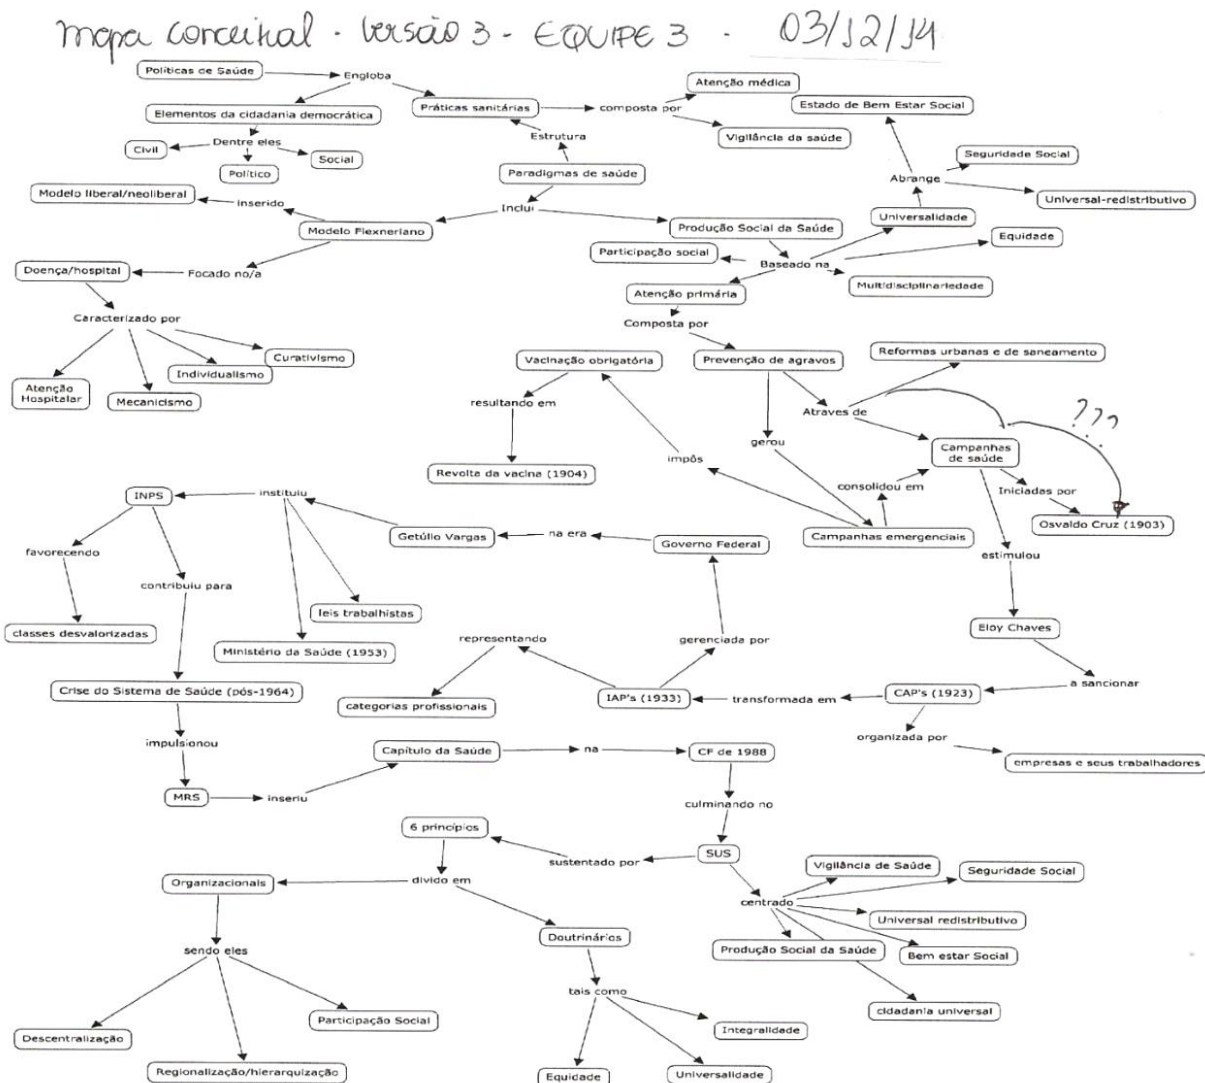 mapa conceitual - Versão 3 - EQUIPE 3 - 03/12/14
Políticas de Saúde
Engloba
Atenção médica
Elementos da cidadania democrática
Práticas sanitárias
composta por
Estado de Bem Estar Social
Civil
Dentre eles
Social
Político
Estrutura
Vigilância da saúde
Paradigmas de saúde
Seguridade Social
Abrange
Modelo liberal/neoliberal
inserido
Inclui
Universal-redistributivo
Modelo Flexneriano
Produção Social da Saúde
Universalidade
Equidade
Participação social
Baseado na
Doença/hospital
Focado no/a
Multidisciplinariedade
Atenção primária
Caracterizado por
Composta por
Curativismo
Individualismo
Atenção
Hospitalar
Mecanicismo
Vacinação obrigatória
Prevenção de agravos
Reformas urbanas e de saneamento
resultando em
Atraves de
???
gerou
impôs
Campanhas
de saúde
Revolta da vacina (1904)
consolidou em
Iniciadas por
INPS
instituiu
Getúlio Vargas
na era
Governo Federal
Campanhas emergenciais
Osvaldo Cruz (1903)
favorecendo
estimulou
contribuiu para
leis trabalhistas
classes desvalorizadas
Ministério da Saúde (1953)
representando
gerenciada por
Eloy Chaves
Crise do Sistema de Saúde (pós-1964)
categorias profissionais
IAP's (1933)
transformada em
CAP's (1923)
a sancionar
impulsionou
organizada por
Capítulo da Saúde
na
CF de 1988
empresas e seus trabalhadores
MRS
inseriu
culminando no
6 princípios
sustentado por
SUS
Vigilância de Saúde
Seguridade Social
Organizacionais
divido em
centrado
Universal redistributivo
Doutrinários
Produção Social da Saúde
Bem estar Social
sendo eles
tais como
cidadania universal
Participação Social
Integralidade
Descentralização
Regionalização/hierarquização
Equidade
Universalidade